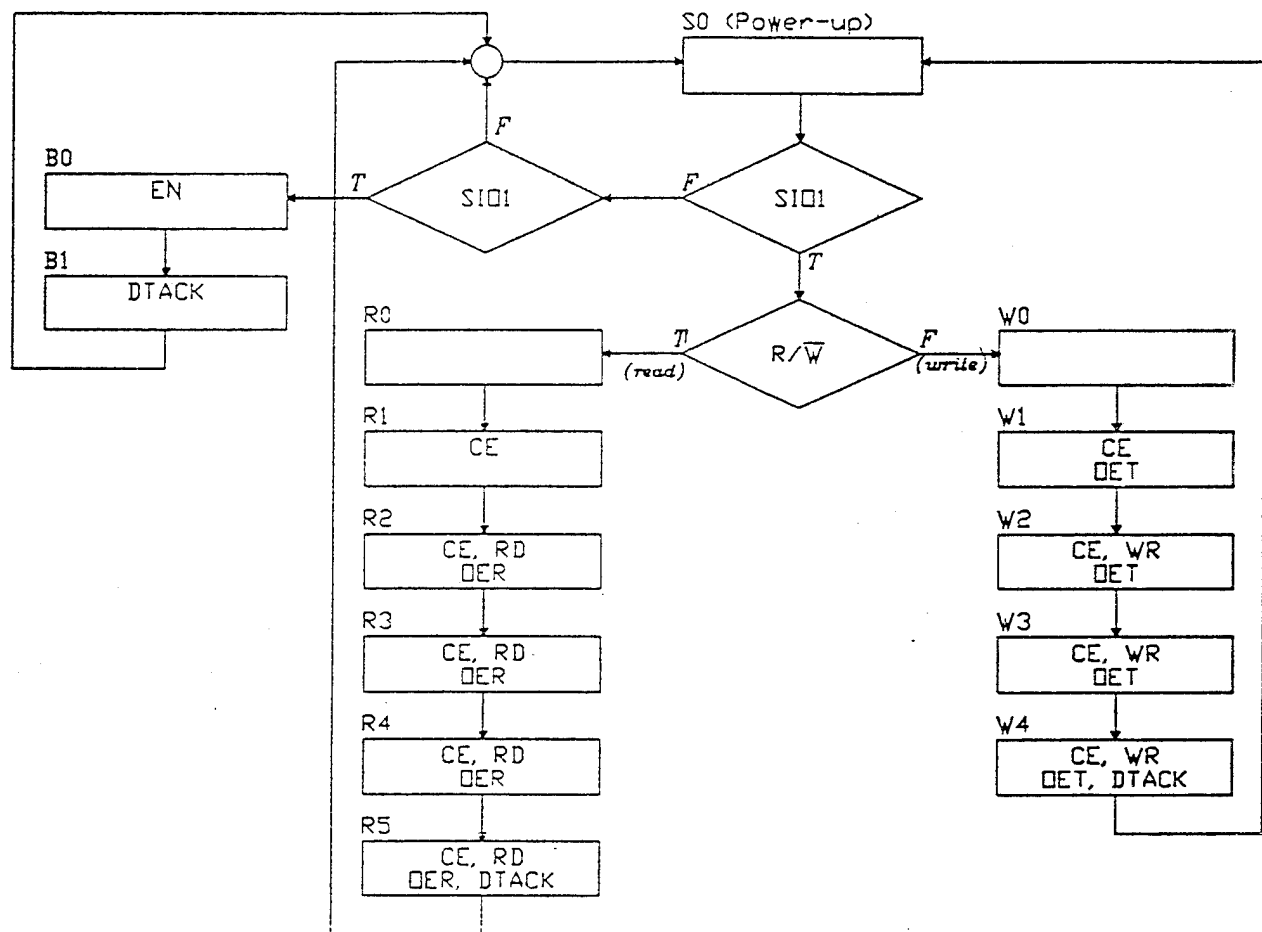 S0 (Power-up)
F
B0
EN
T
SIO1
F
SIO1
T
B1
DTACK
R0
T
(read)
R/W̅
F
(write)
W0
R1
CE
W1
CE
OET
R2
CE, RD
OER
W2
CE, WR
OET
R3
CE, RD
OER
W3
CE, WR
OET
R4
CE, RD
OER
W4
CE, WR
OET, DTACK
R5
CE, RD
OER, DTACK